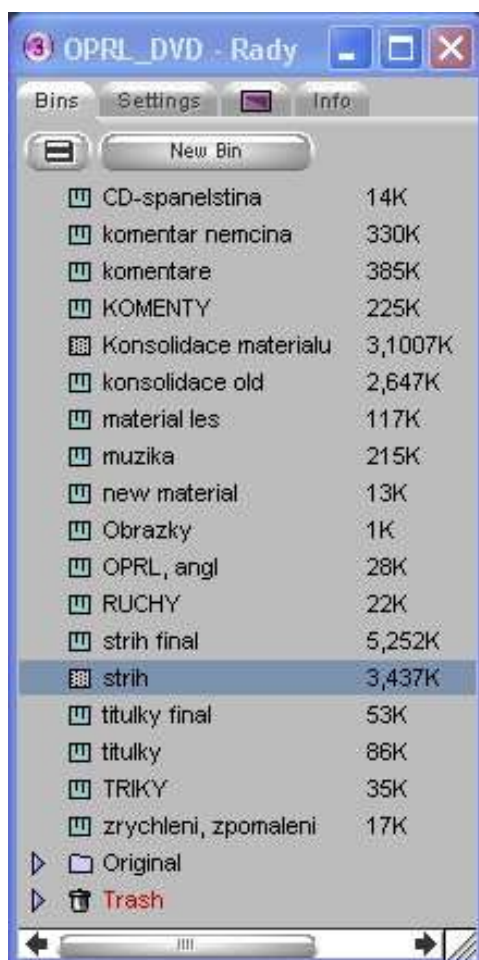 3 OPRL_DVD - Rady
Bins Settings Info
New Bin
CD-spanelstina 14K
komentar nemcina 330K
komentare 385K
KOMENTY 225K
Konsolidace materialu 3,1007K
konsolidace old 2,647K
material les 117K
muzika 215K
new material 13K
Obrazky 1K
OPRL, angl 28K
RUCHY 22K
strih final 5,252K
strih 3,437K
titulky final 53K
titulky 86K
TRIKY 35K
zrychleni, zpomaleni 17K
Original
Trash